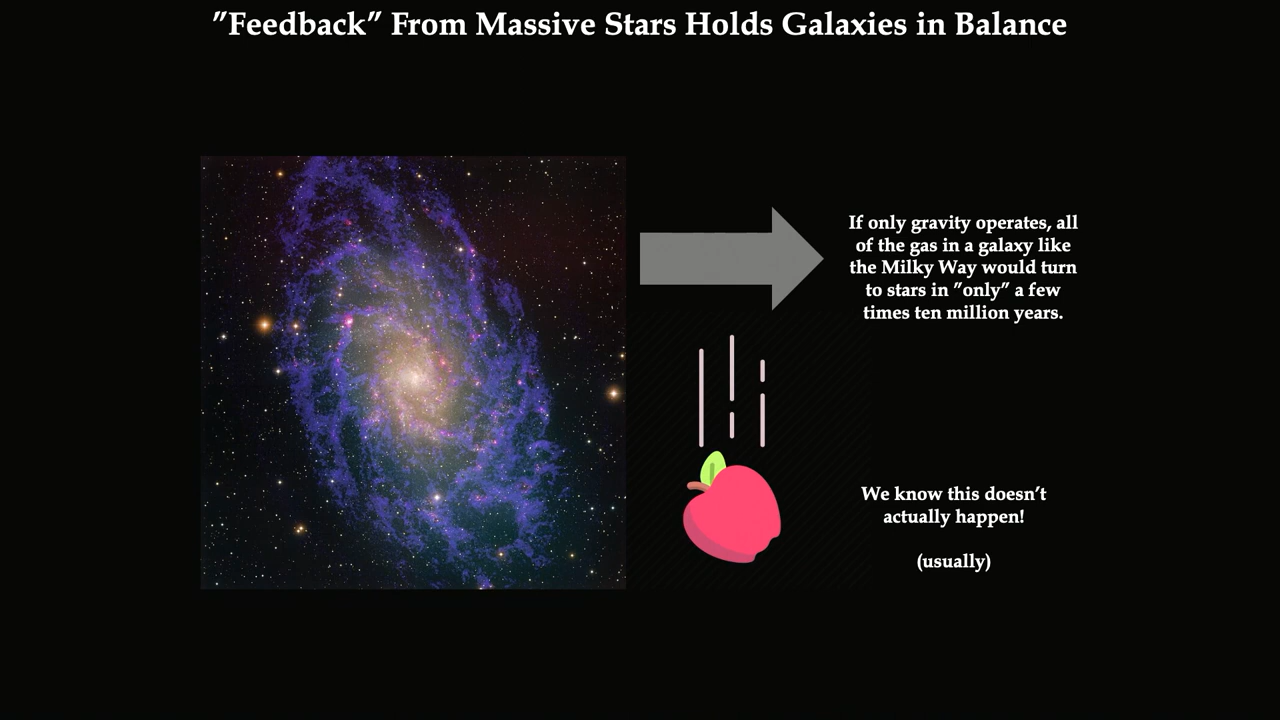 ”Feedback” From Massive Stars Holds Galaxies in Balance
If only gravity operates, all
of the gas in a galaxy like
the Milky Way would turn
to stars in ”only” a few
times ten million years.
We know this doesn’t
actually happen!
(usually)